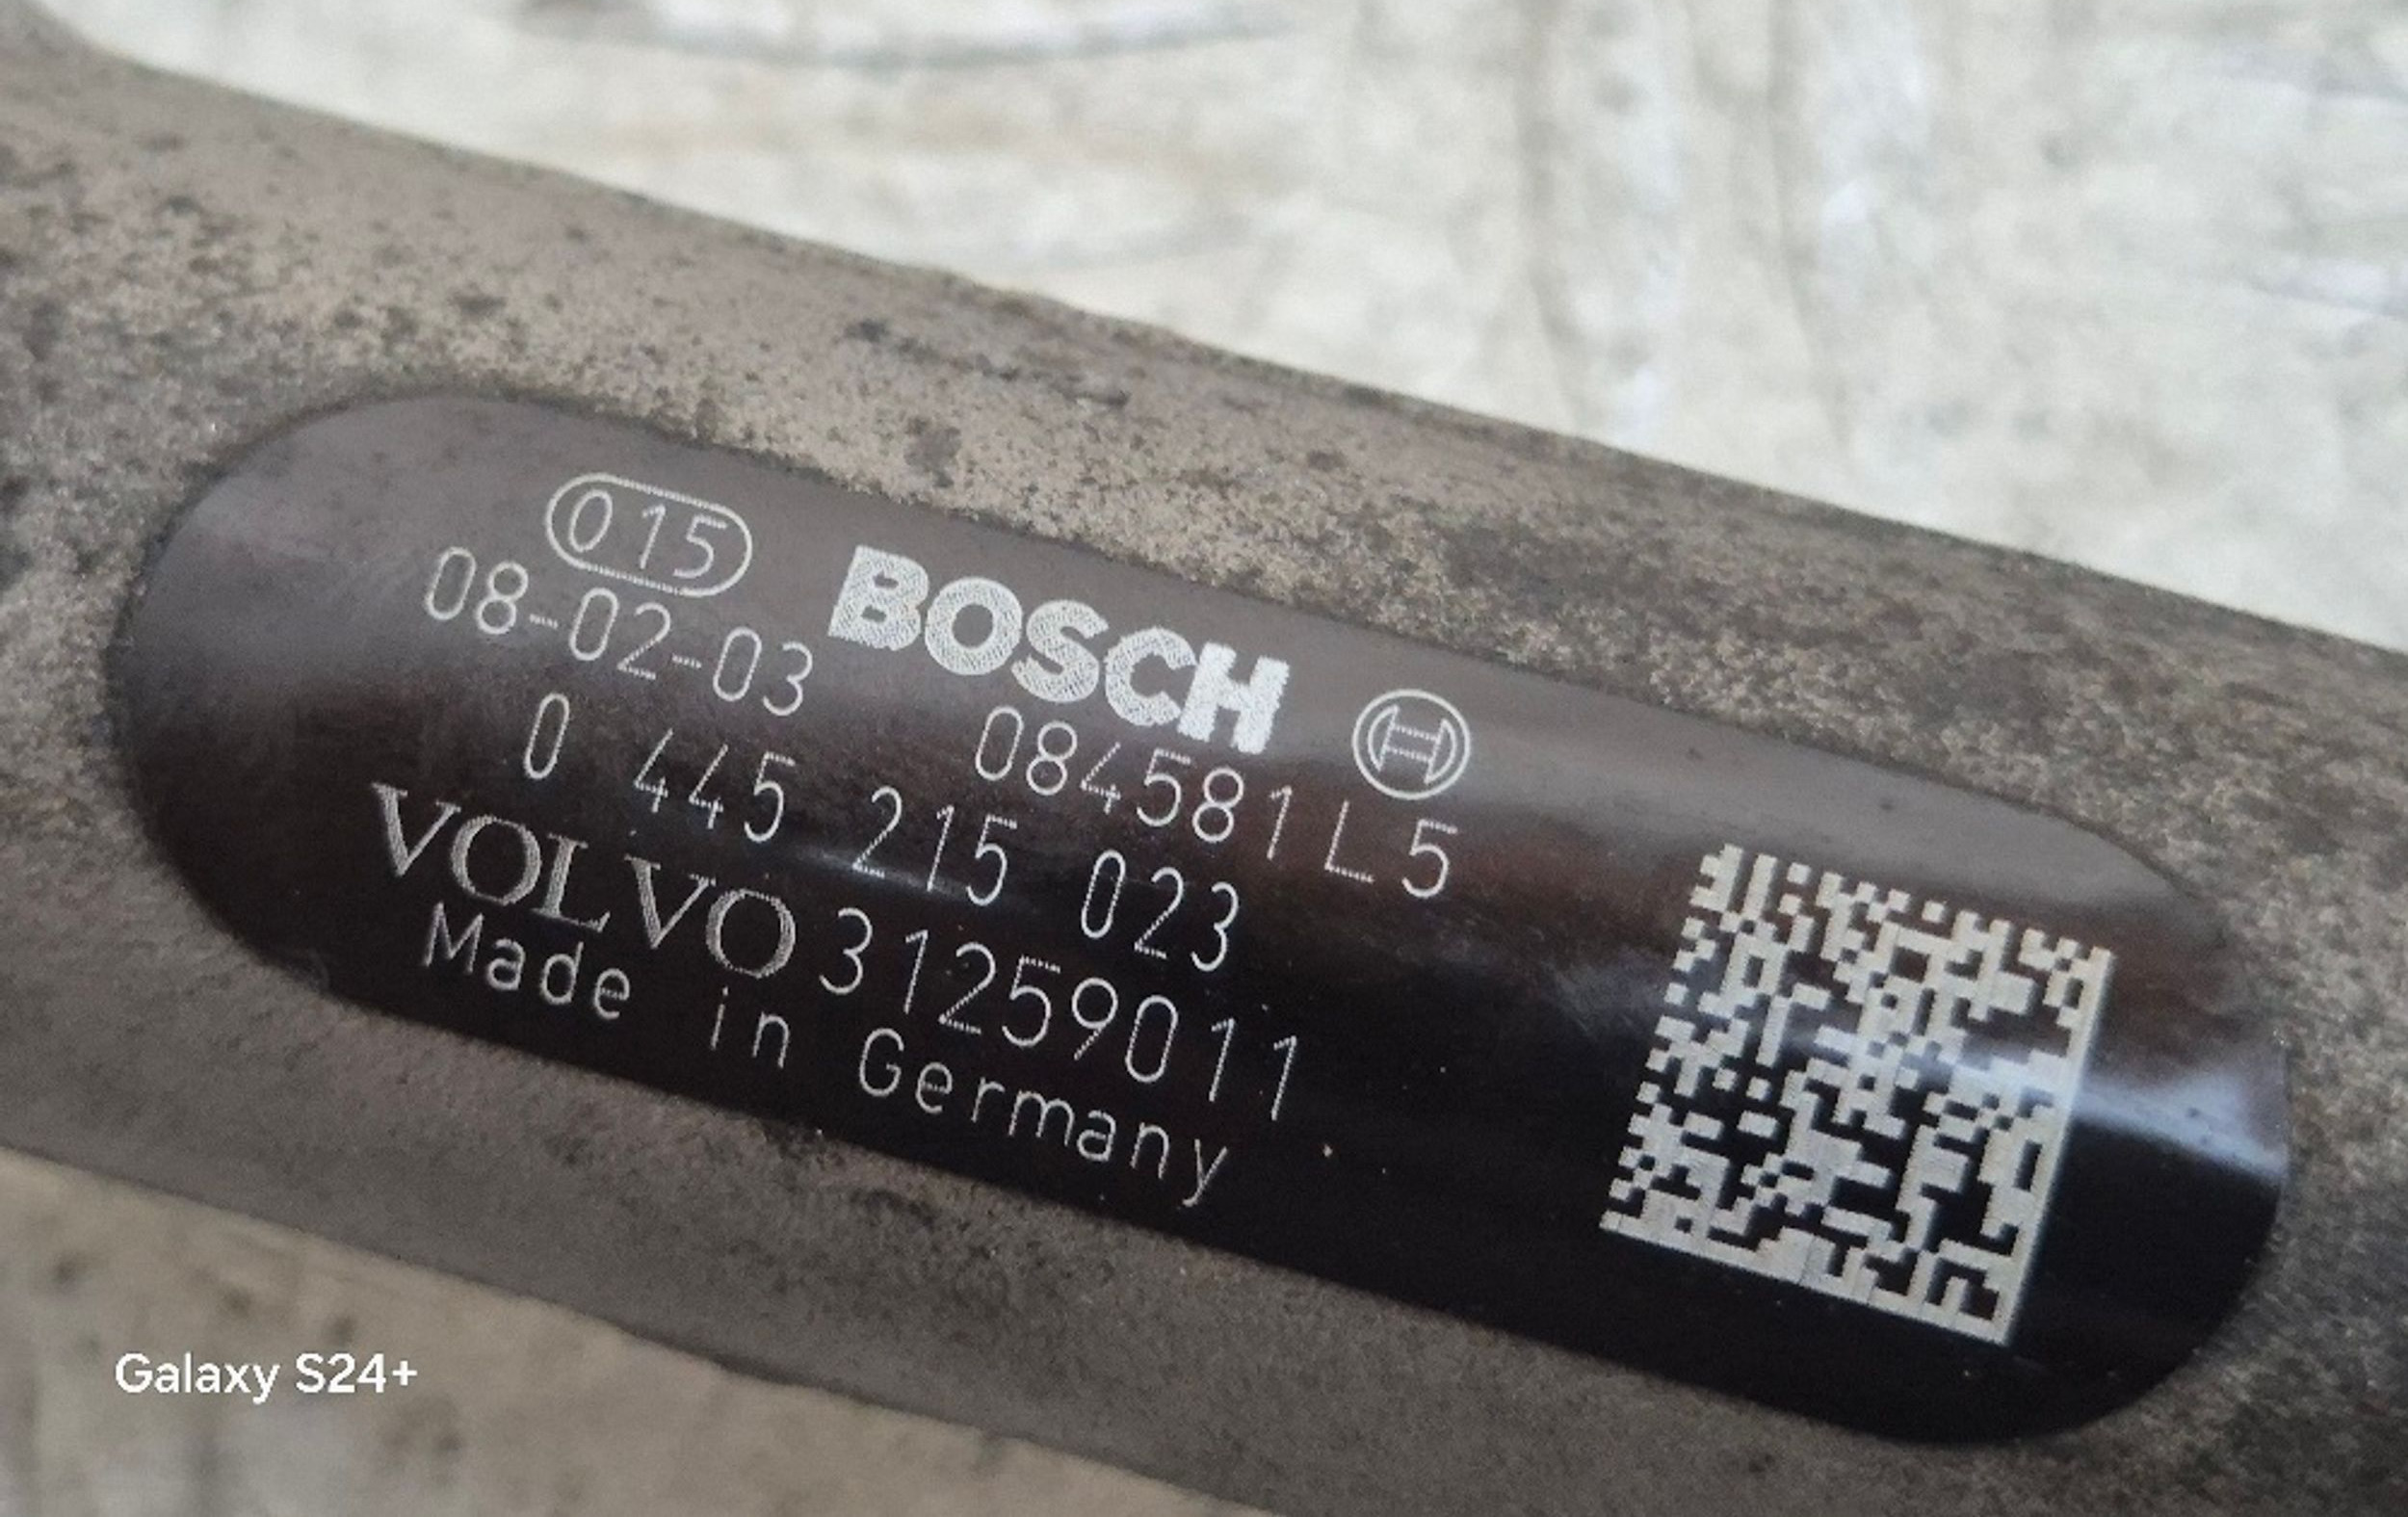 015
BOSCH
08-02-03 084581L5
0 445 215 023
VOLVO 31259011
Made in Germany
Galaxy S24+